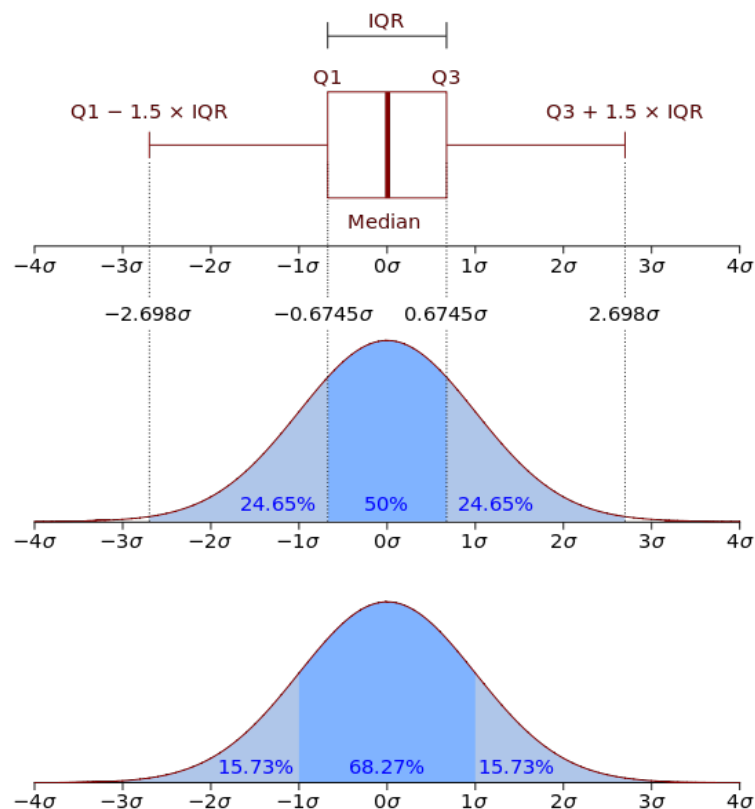 IQR
Q1 Q3
Q1 − 1.5 × IQR Q3 + 1.5 × IQR
Median
−4σ −3σ −2σ −1σ 0σ 1σ 2σ 3σ 4σ
−2.698σ −0.6745σ 0.6745σ 2.698σ
24.65% 50% 24.65%
−4σ −3σ −2σ −1σ 0σ 1σ 2σ 3σ 4σ
15.73% 68.27% 15.73%
−4σ −3σ −2σ −1σ 0σ 1σ 2σ 3σ 4σ